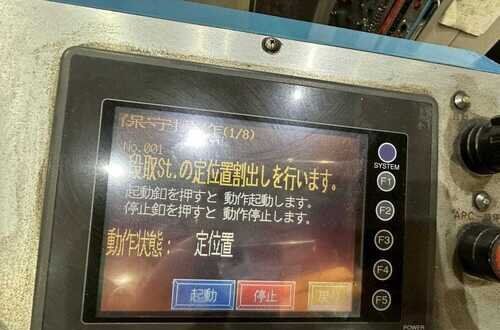 保守操作(1/8)
No.001
段取St.の定位置割出しを行います。
起動釦を押すと 動作起動します。
停止釦を押すと 動作停止します。
動作状態： 定位置
起動 停止 戻る
SYSTEM
F1
F2
F3
F4
F5
POWER